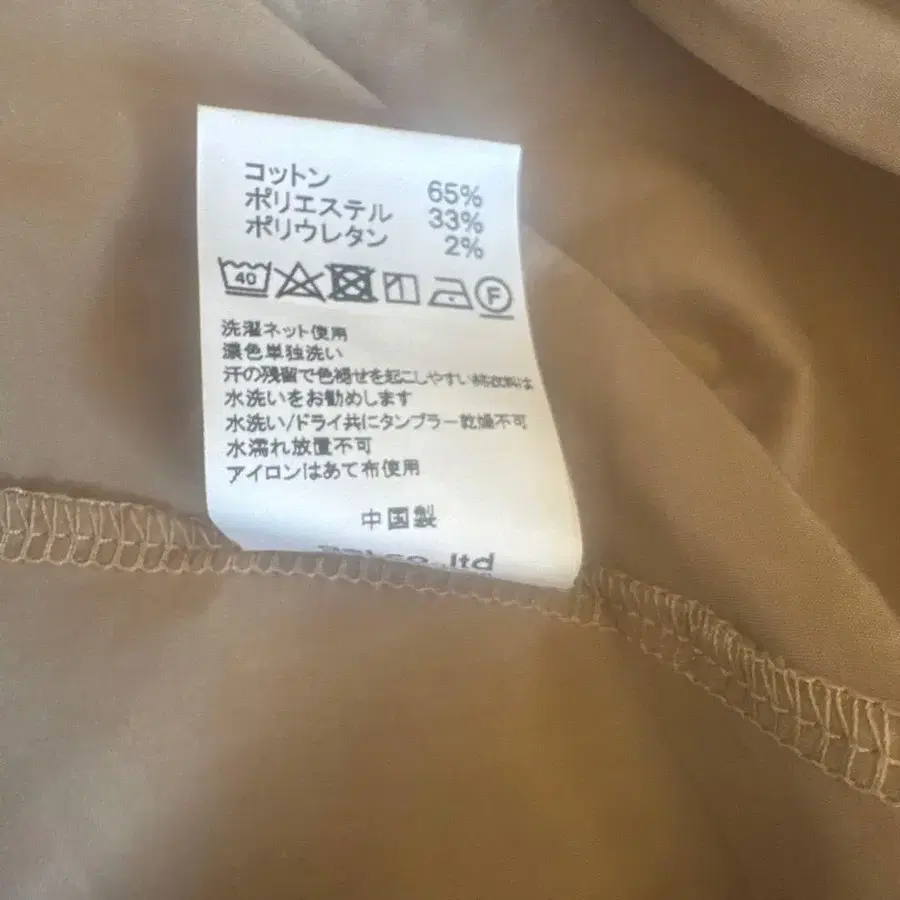 コットン 65%
ポリエステル 33%
ポリウレタン 2%
40 F
洗濯ネット使用
濃色単独洗い
汗の残留で色褪せを起こしやすい為衣料は
水洗いをお勧めします
水洗い/ドライ共にタンブラー乾燥不可
水濡れ放置不可
アイロンはあて布使用
中国製
co.,ltd